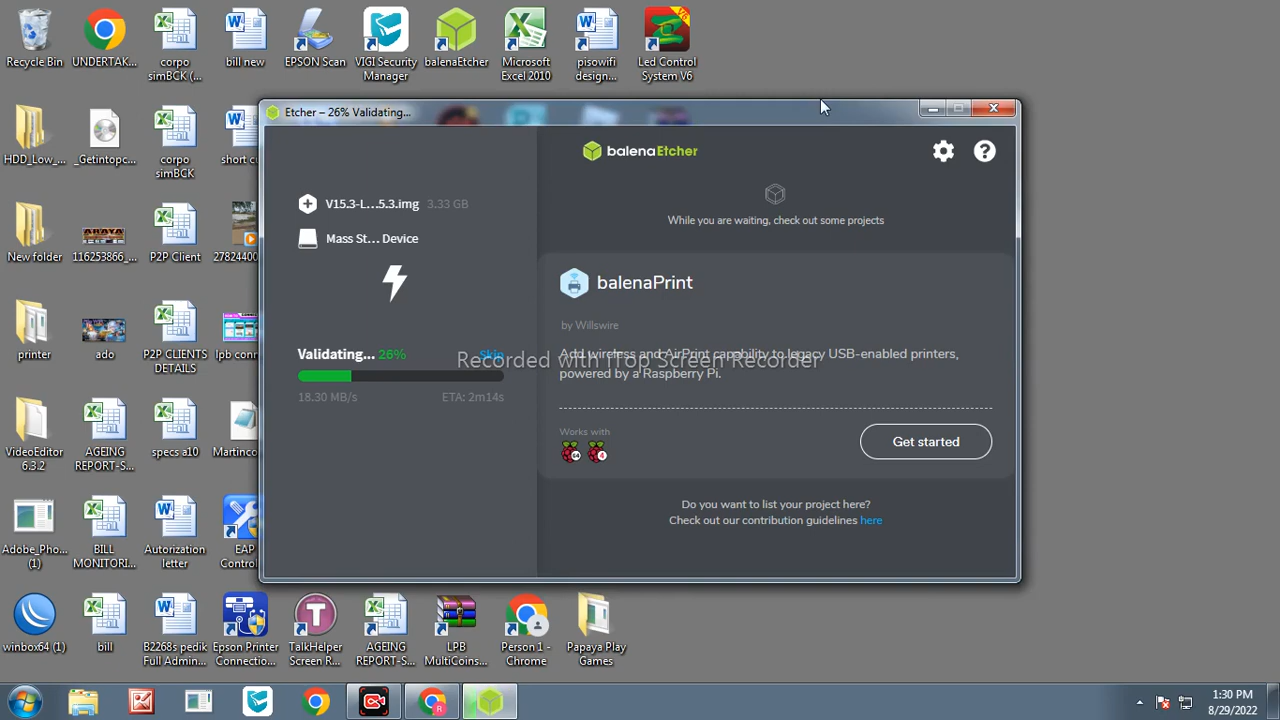 Recycle Bin
UNDERTAK...
corpo
simBCK (...
bill new
EPSON Scan
VIGI Security
Manager
balenaEtcher
Microsoft
Excel 2010
pisowifi
design...
Led Control
System V6
HDD_Low_...
_Getintopc...
corpo
simBCK
short cu
New folder
116253866_...
P2P Client
2782440
printer
ado
P2P CLIENTS
DETAILS
lpb conn
VideoEditor
6.3.2
AGEING
REPORT-S...
specs a10
Martinco
Adobe_Pho...
(1)
BILL
MONITORI...
Autorization
letter
EAP
Contro
winbox64 (1)
bill
B2268s pedik
Full Admin...
Epson Printer
Connectio...
TalkHelper
Screen R...
AGEING
REPORT-S...
LPB
MultiCoins...
Person 1 -
Chrome
Papaya Play
Games
Etcher – 26% Validating...
balenaEtcher
V15.3-L...5.3.img 3.33 GB
Mass St... Device
Validating... 26% Skip
18.30 MB/s ETA: 2m14s
While you are waiting, check out some projects
balenaPrint
by Willswire
Add wireless and AirPrint capability to legacy USB-enabled printers,
powered by a Raspberry Pi.
Works with
Get started
Do you want to list your project here?
Check out our contribution guidelines here
Recorded with iTop Screen Recorder
1:30 PM
8/29/2022